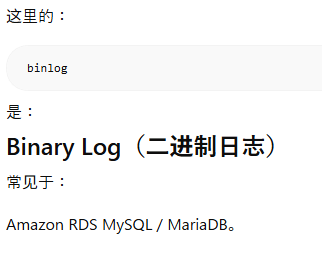 这里的：
binlog
是：
Binary Log（二进制日志）
常见于：
Amazon RDS MySQL / MariaDB。